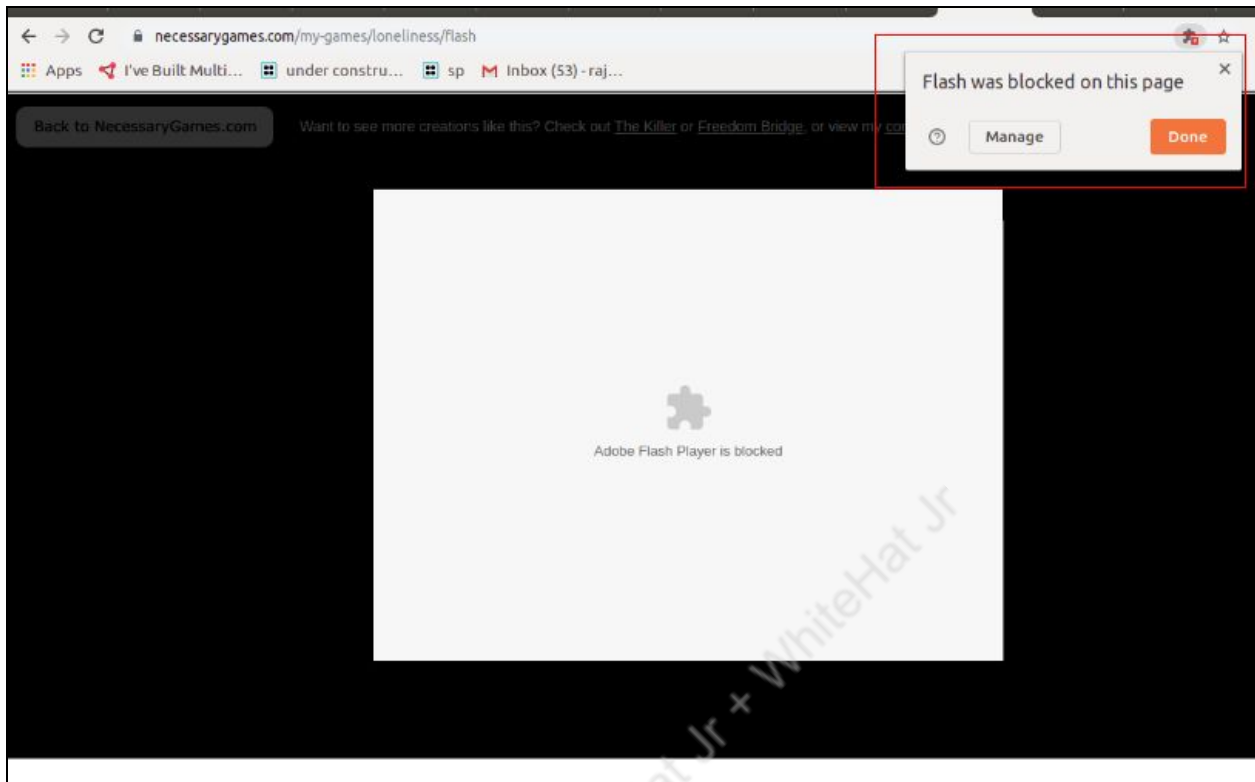 necessarygames.com/my-games/loneliness/flash
Apps I've Built Multi... under constru... sp Inbox (53) - raj...
Flash was blocked on this page
Manage Done
Back to NecessaryGames.com Want to see more creations like this? Check out The Killer or Freedom Bridge, or view my
Adobe Flash Player is blocked
Jr + WhiteHat Jr